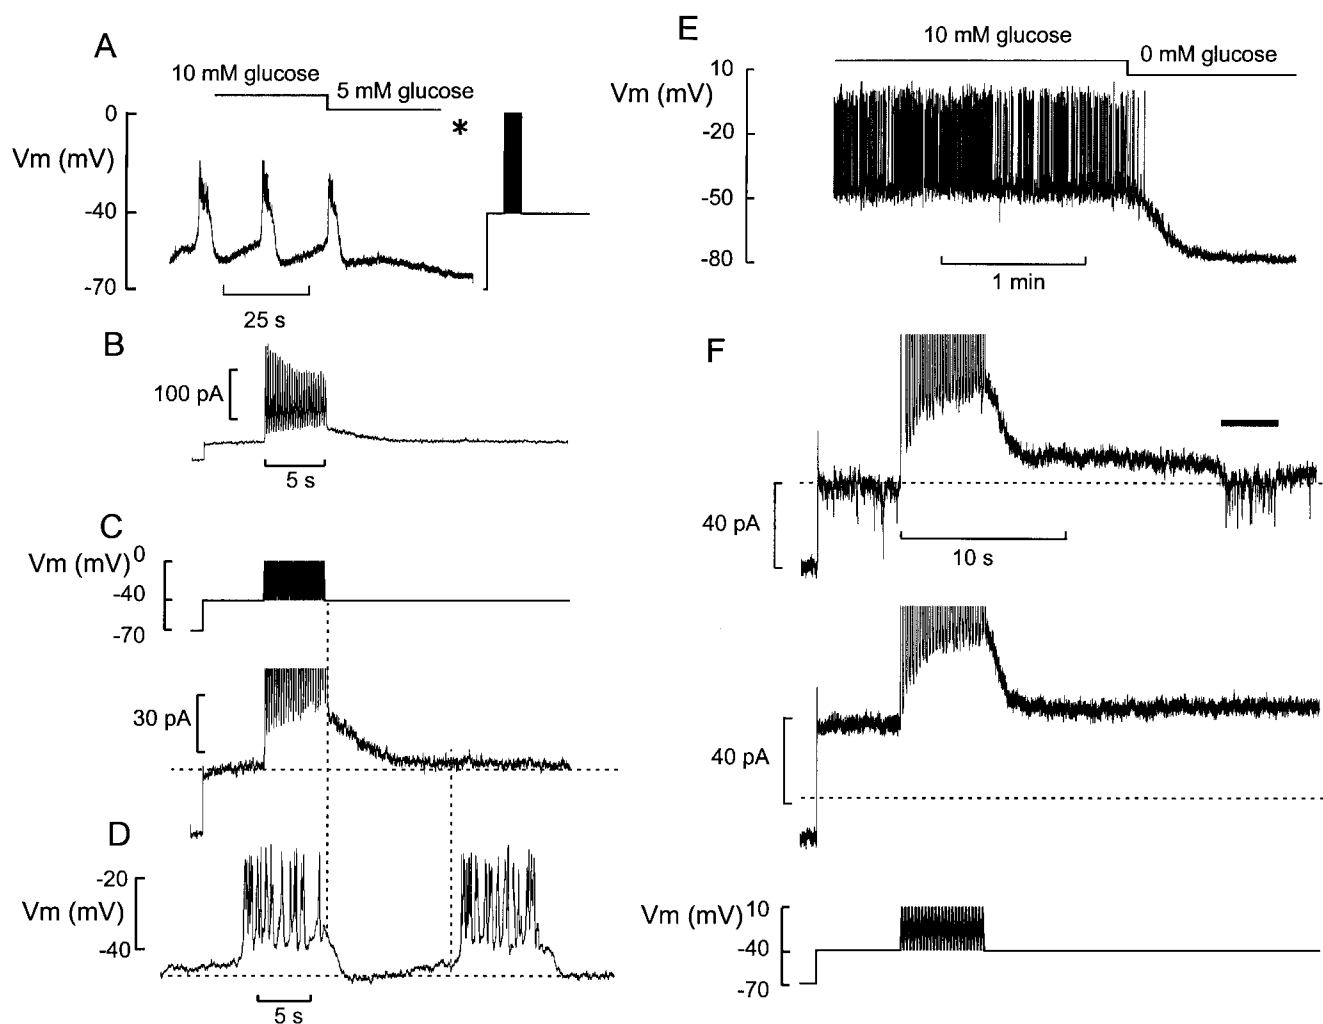 A
10 mM glucose
5 mM glucose
0
*
Vm (mV)
-40
-70
25 s
B
100 pA
5 s
C
Vm (mV)
0
-40
-70
30 pA
D
-20
Vm (mV)
-40
5 s
E
10 mM glucose
0 mM glucose
10
Vm (mV)
-20
-50
-80
1 min
F
40 pA
10 s
40 pA
Vm (mV)
10
-40
-70